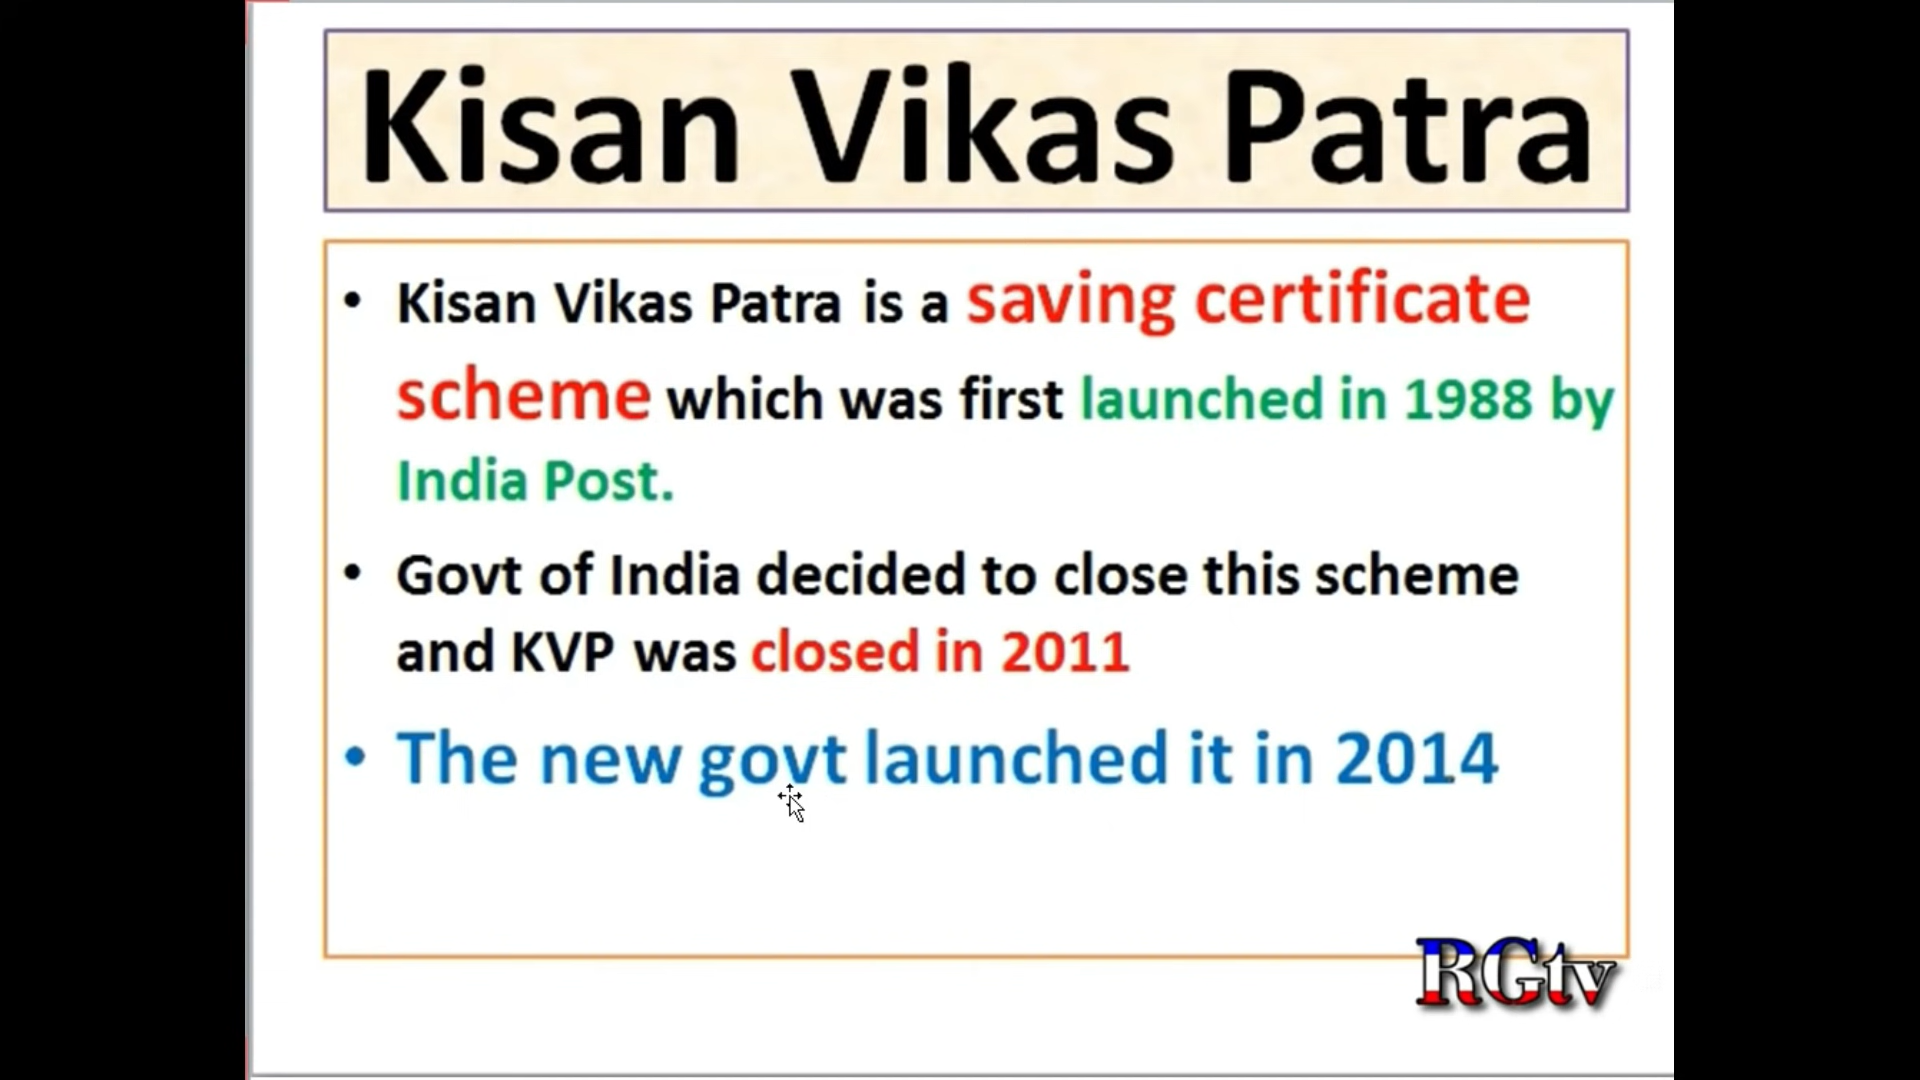 Kisan Vikas Patra
• Kisan Vikas Patra is a saving certificate
scheme which was first launched in 1988 by
India Post.
• Govt of India decided to close this scheme
and KVP was closed in 2011
• The new govt launched it in 2014
RGtv